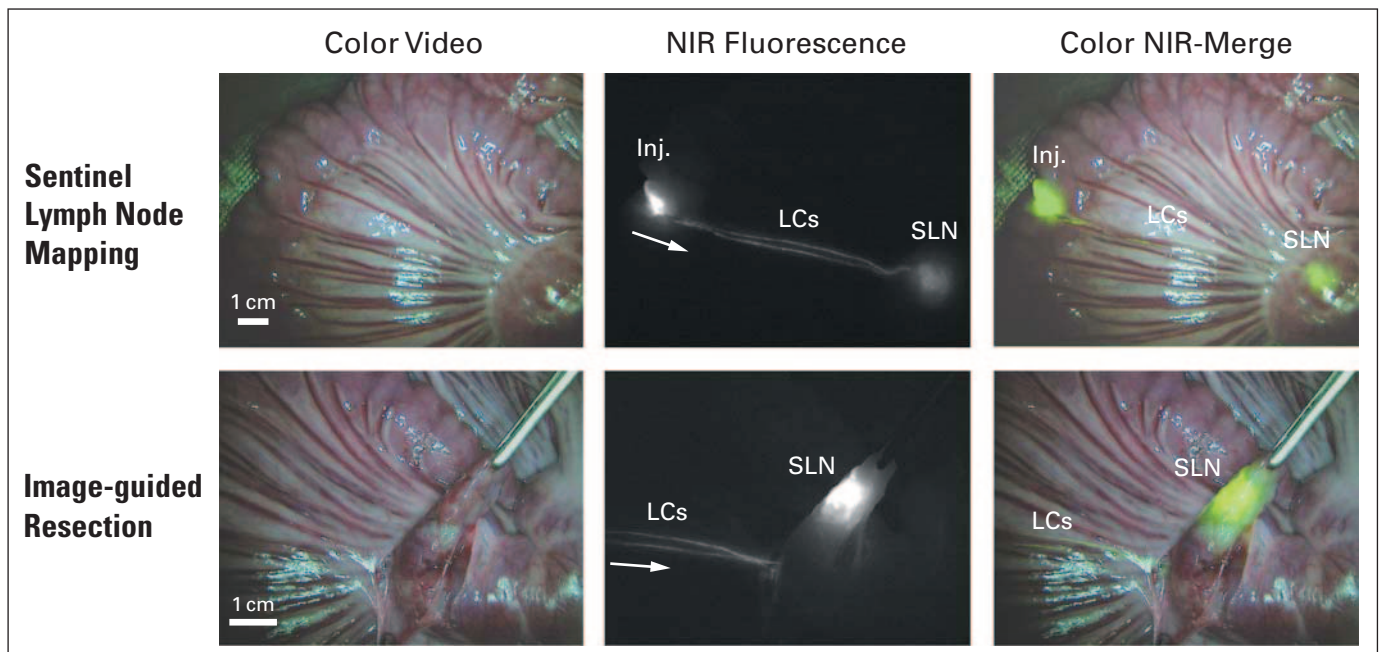 Color Video
NIR Fluorescence
Color NIR-Merge
Sentinel
Lymph Node
Mapping
1 cm
Inj.
LCs
SLN
Inj.
LCs
SLN
Image-guided
Resection
1 cm
LCs
SLN
LCs
SLN